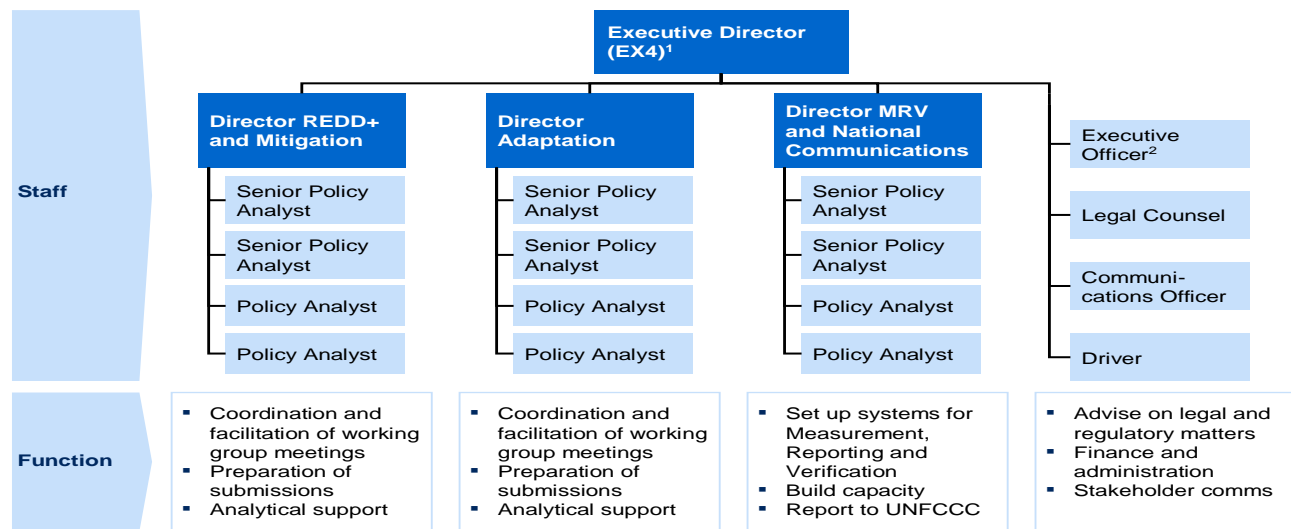 Executive Director
(EX4)¹
Director REDD+
and Mitigation
Director
Adaptation
Director MRV
and National
Communications
Staff
Senior Policy
Analyst
Senior Policy
Analyst
Policy Analyst
Policy Analyst
Senior Policy
Analyst
Senior Policy
Analyst
Policy Analyst
Policy Analyst
Senior Policy
Analyst
Senior Policy
Analyst
Policy Analyst
Policy Analyst
Executive
Officer²
Legal Counsel
Communi-
cations Officer
Driver
Function
▪ Coordination and
facilitation of working
group meetings
▪ Preparation of
submissions
▪ Analytical support
▪ Coordination and
facilitation of working
group meetings
▪ Preparation of
submissions
▪ Analytical support
▪ Set up systems for
Measurement,
Reporting and
Verification
▪ Build capacity
▪ Report to UNFCCC
▪ Advise on legal and
regulatory matters
▪ Finance and
administration
▪ Stakeholder comms